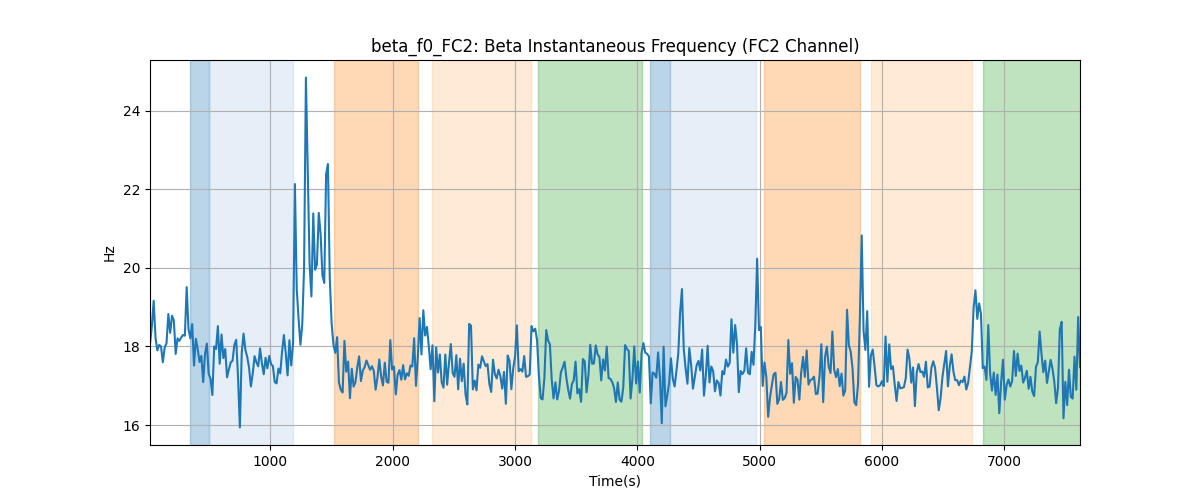 beta_f0_FC2: Beta Instantaneous Frequency (FC2 Channel)
24
22
20
18
16
Hz
1000 2000 3000 4000 5000 6000 7000
Time(s)